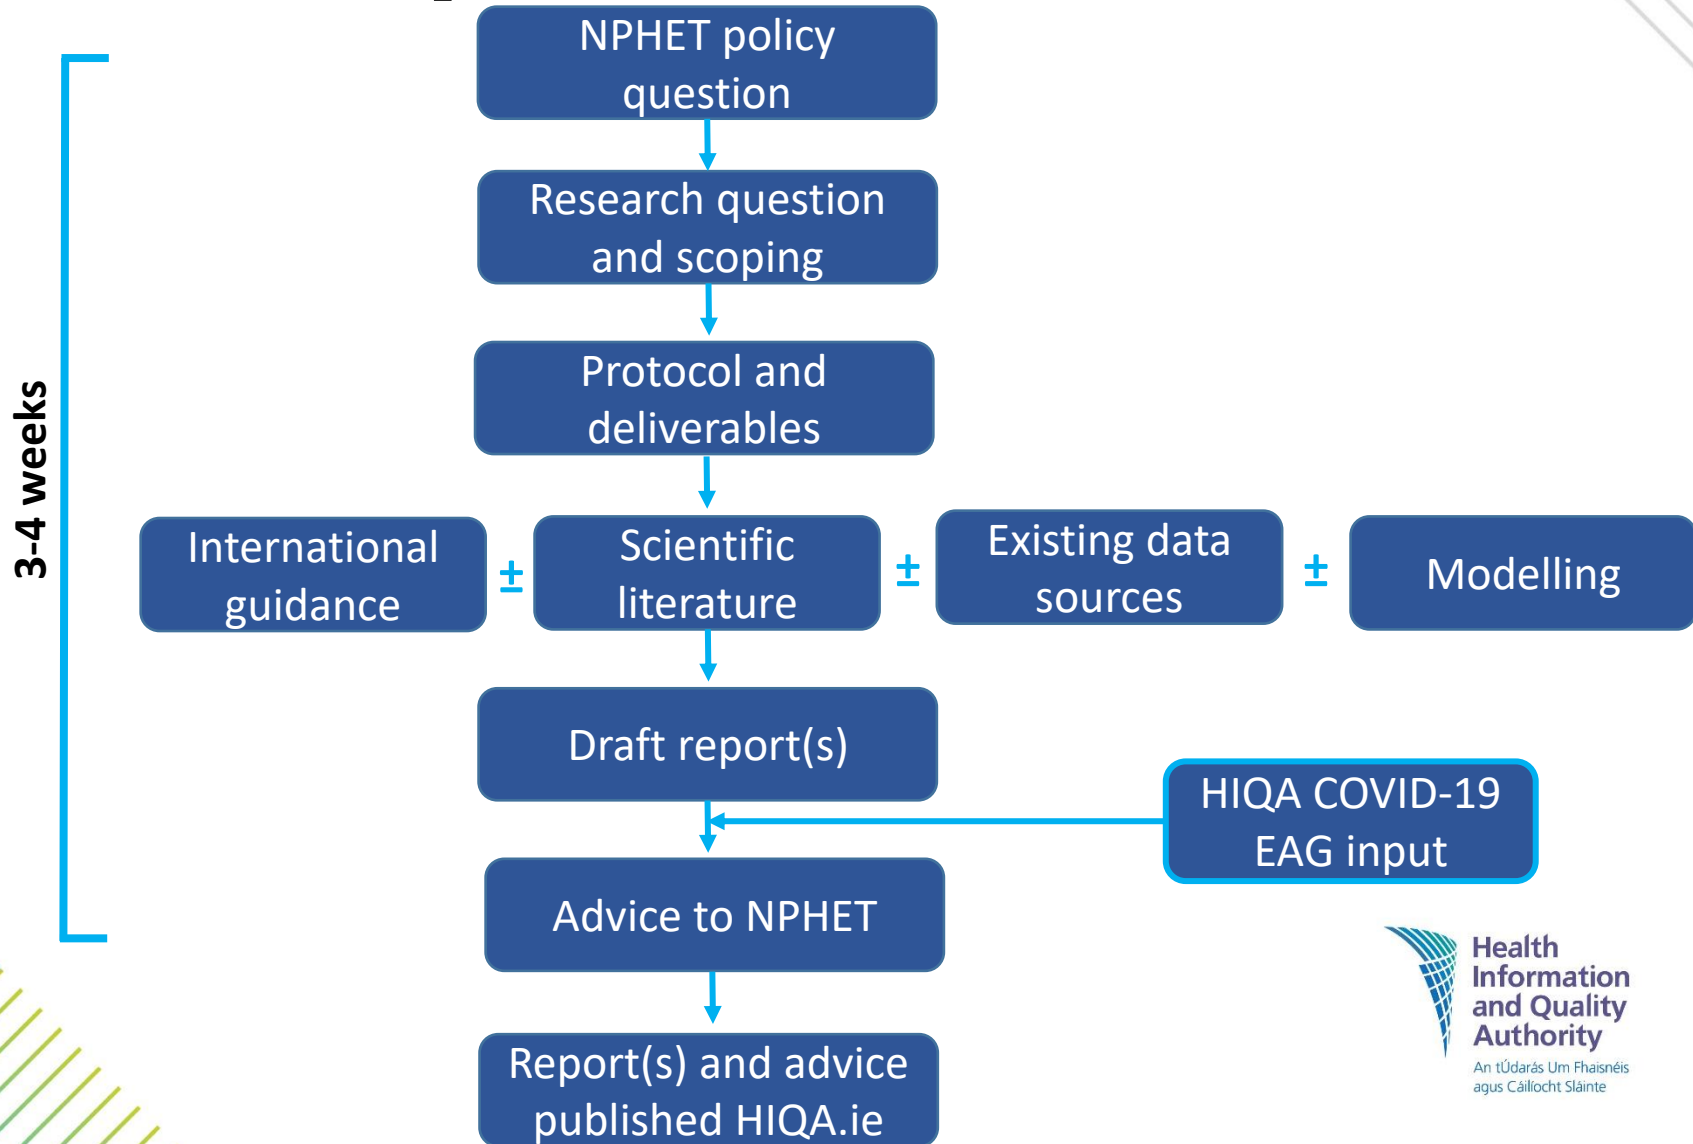 NPHET policy
question
Research question
and scoping
Protocol and
deliverables
3-4 weeks
International
guidance
±
Scientific
literature
±
Existing data
sources
±
Modelling
Draft report(s)
HIQA COVID-19
EAG input
Advice to NPHET
Report(s) and advice
published HIQA.ie
Health
Information
and Quality
Authority
An tÚdarás Um Fhaisnéis
agus Cáilíocht Sláinte